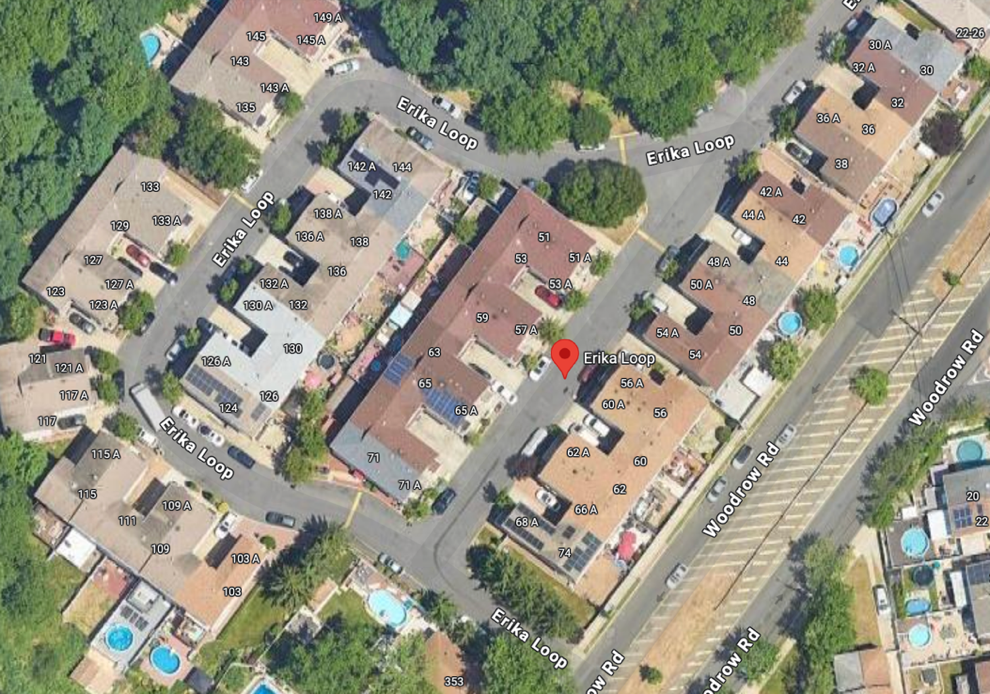 149 A
145
145 A
143
143 A
135
Erika Loop
E
30 A
22-26
32 A
30
32
36 A
36
38
Erika Loop
142 A
144
142
133
133 A
129
127
127 A
123
123 A
Erika Loop
138 A
136 A
138
136
132 A
130 A
132
130
126 A
126
124
51
51 A
53
53 A
59
57 A
63
65
65 A
71
71 A
42 A
44 A
42
44
48 A
50 A
48
50
54 A
54
Erika Loop
56 A
60 A
56
62 A
60
62
66 A
68 A
74
121
121 A
117 A
117
Erika Loop
115 A
115
109 A
111
109
103 A
103
Woodrow Rd
Woodrow Rd
20
22
Erika Loop
353
ow Rd
odrow Rd